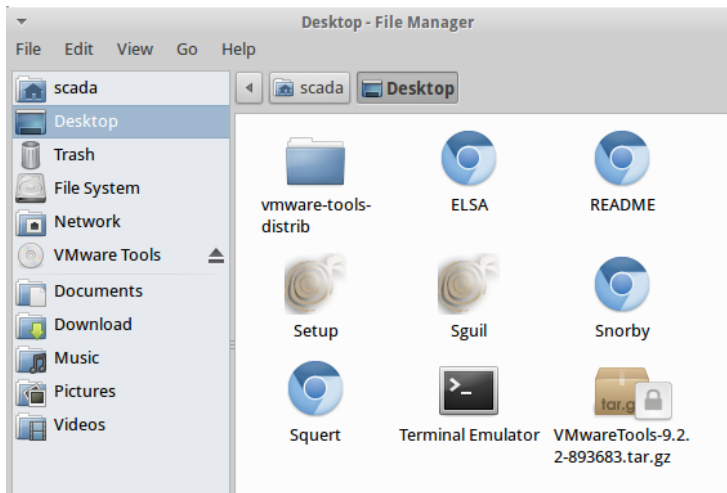 Desktop - File Manager
File Edit View Go Help
scada
Desktop
Trash
File System
Network
VMware Tools
Documents
Download
Music
Pictures
Videos
scada Desktop
vmware-tools-
distrib
ELSA
README
Setup
Sguil
Snorby
Squert
>_
Terminal Emulator
tar.g
VMwareTools-9.2.
2-893683.tar.gz